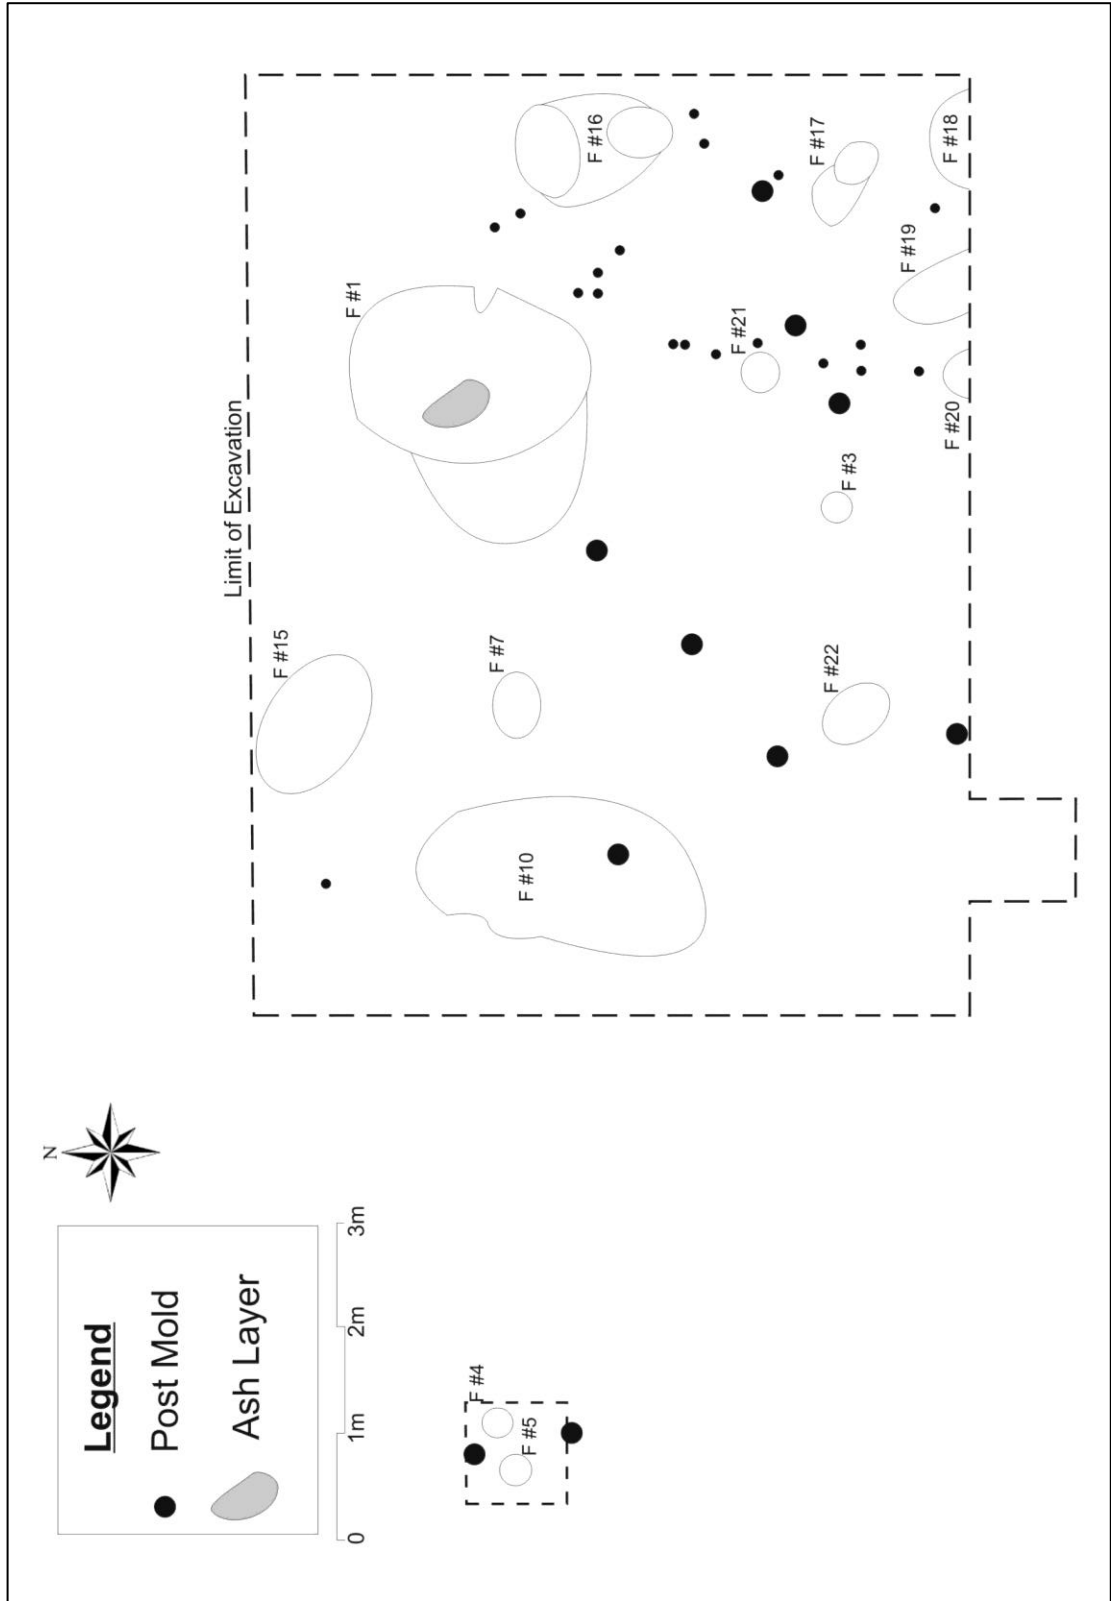 Limit of Excavation
F #1
F #16
F #17
F #18
F #19
F #21
F #20
F #3
F #15
F #7
F #22
F #10
N
Legend
Post Mold
Ash Layer
0 1m 2m 3m
F #4
F #5